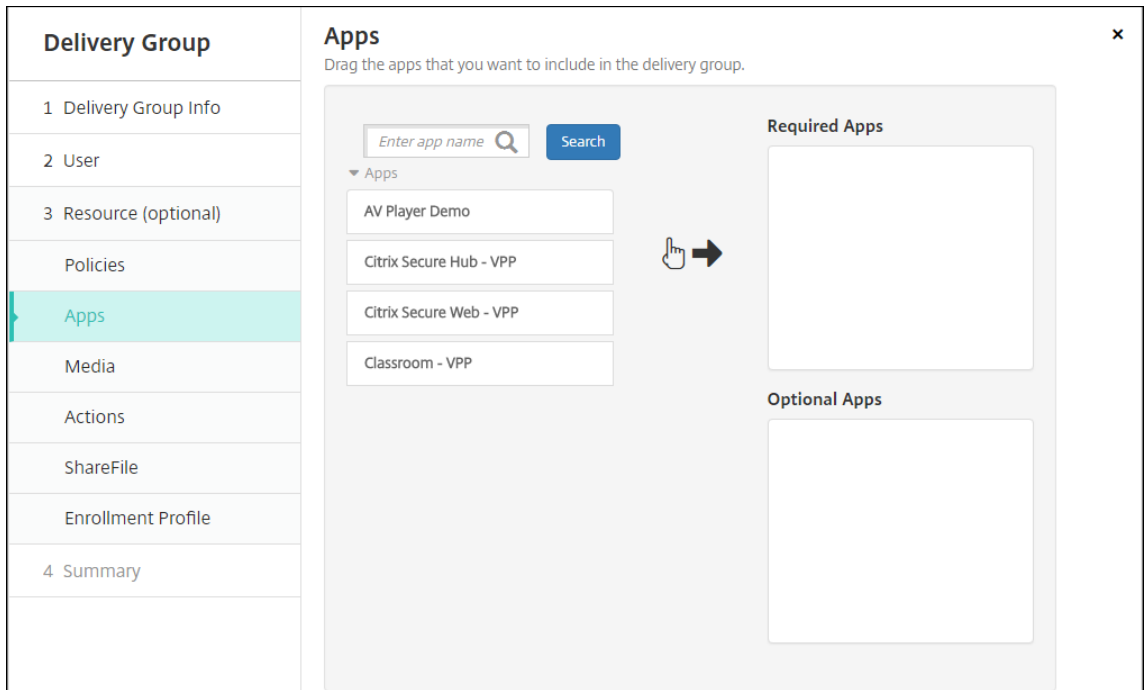 Delivery Group
1 Delivery Group Info
2 User
3 Resource (optional)
Policies
Apps
Media
Actions
ShareFile
Enrollment Profile
4 Summary
Apps
×
Drag the apps that you want to include in the delivery group.
Enter app name
Search
Apps
AV Player Demo
Citrix Secure Hub - VPP
Citrix Secure Web - VPP
Classroom - VPP
Required Apps
Optional Apps